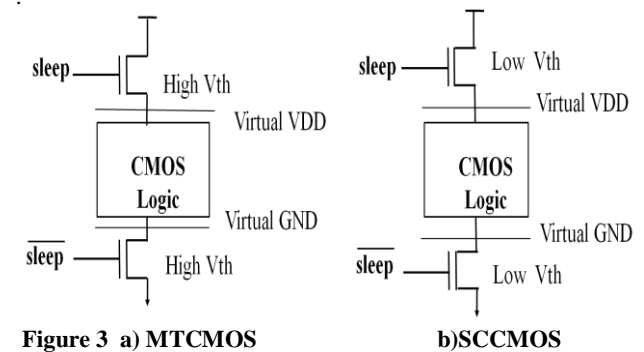 sleep
High Vth
Virtual VDD
CMOS
Logic
Virtual GND
sleep
High Vth
sleep
Low Vth
Virtual VDD
CMOS
Logic
Virtual GND
sleep
Low Vth
Figure 3 a) MTCMOS b)SCCMOS